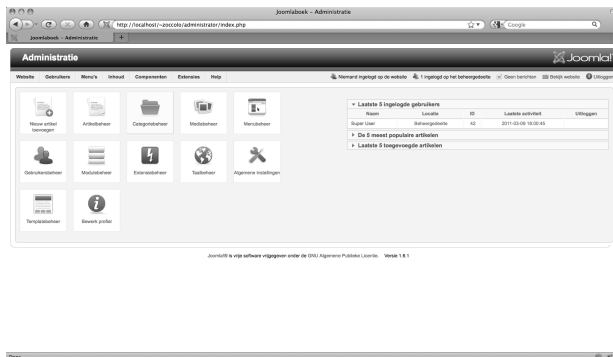 Joomlaboek - Administratie
http://localhost/~zoccolo/administrator/index.php
Google
Joomlaboek - Administratie
Administratie
Joomla!
Website Gebruikers Menu's Inhoud Componenten Extensies Help
Niemand ingelogd op de website 1 ingelogd op het beheergedeelte Geen berichten Bekijk website Uitloggen
Nieuw artikel toevoegen
Artikelbeheer
Categoriebeheer
Mediabeheer
Menubeheer
Gebruikersbeheer
Modulebeheer
Extensiebeheer
Taalbeheer
Algemene instellingen
Templatebeheer
Bewerk profiel
Laatste 5 ingelogde gebruikers
Naam Locatie ID Laatste activiteit Uitloggen
Super User Beheergedeelte 42 2011-03-09 18:00:45
De 5 meest populaire artikelen
Laatste 5 toegevoegde artikelen
Joomla!® is vrije software vrijgegeven onder de GNU Algemene Publieke Licentie. Versie 1.6.1